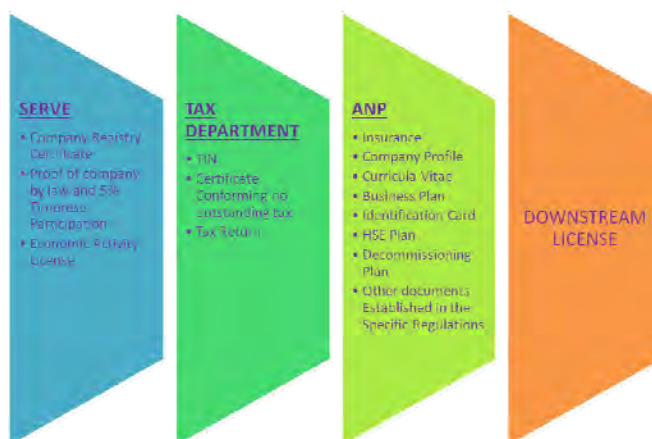 SERVE
• Company Registry
Certificate
• Proof of company
by law and 5%
Timorese
Participation
• Economic Activity
License
TAX
DEPARTMENT
• TIN
• Certificate
Conforming no
outstanding tax
• Tax Return
ANP
• Insurance
• Company Profile
• Curricula Vitae
• Business Plan
• Identification Card
• HSE Plan
• Decommissioning
Plan
• Other documents
Established in the
Specific Regulations
DOWNSTREAM
LICENSE